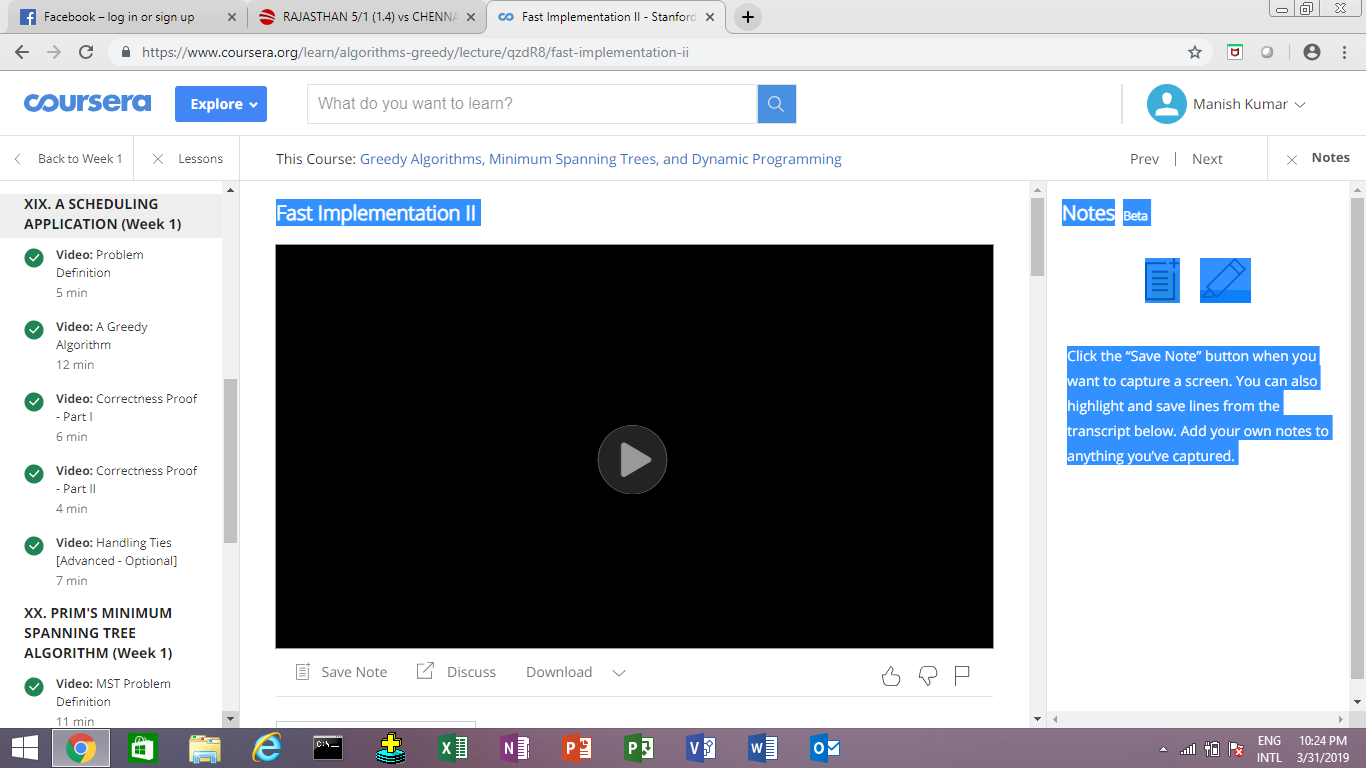 Facebook – log in or sign up
RAJASTHAN 5/1 (1.4) vs CHENNA
Fast Implementation II - Stanford
https://www.coursera.org/learn/algorithms-greedy/lecture/qzdR8/fast-implementation-ii
coursera
Explore
What do you want to learn?
Manish Kumar
Back to Week 1
Lessons
This Course: Greedy Algorithms, Minimum Spanning Trees, and Dynamic Programming
Prev | Next
Notes
XIX. A SCHEDULING
APPLICATION (Week 1)
Video: Problem
Definition
5 min
Video: A Greedy
Algorithm
12 min
Video: Correctness Proof
- Part I
6 min
Video: Correctness Proof
- Part II
4 min
Video: Handling Ties
[Advanced - Optional]
7 min
XX. PRIM'S MINIMUM
SPANNING TREE
ALGORITHM (Week 1)
Video: MST Problem
Definition
11 min
Fast Implementation II
Save Note
Discuss
Download
Notes Beta
Click the “Save Note” button when you
want to capture a screen. You can also
highlight and save lines from the
transcript below. Add your own notes to
anything you’ve captured.
ENG
INTL
10:24 PM
3/31/2019